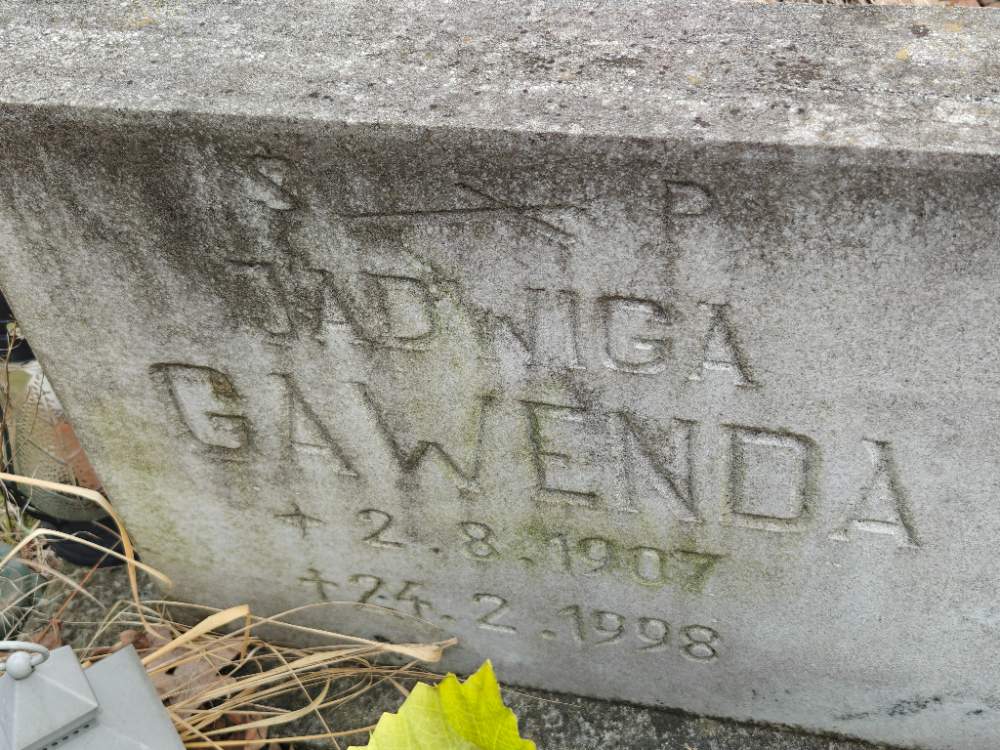 Ś P
JADWIGA
GAWENDA
* 2.8.1907
+ 24.2.1998